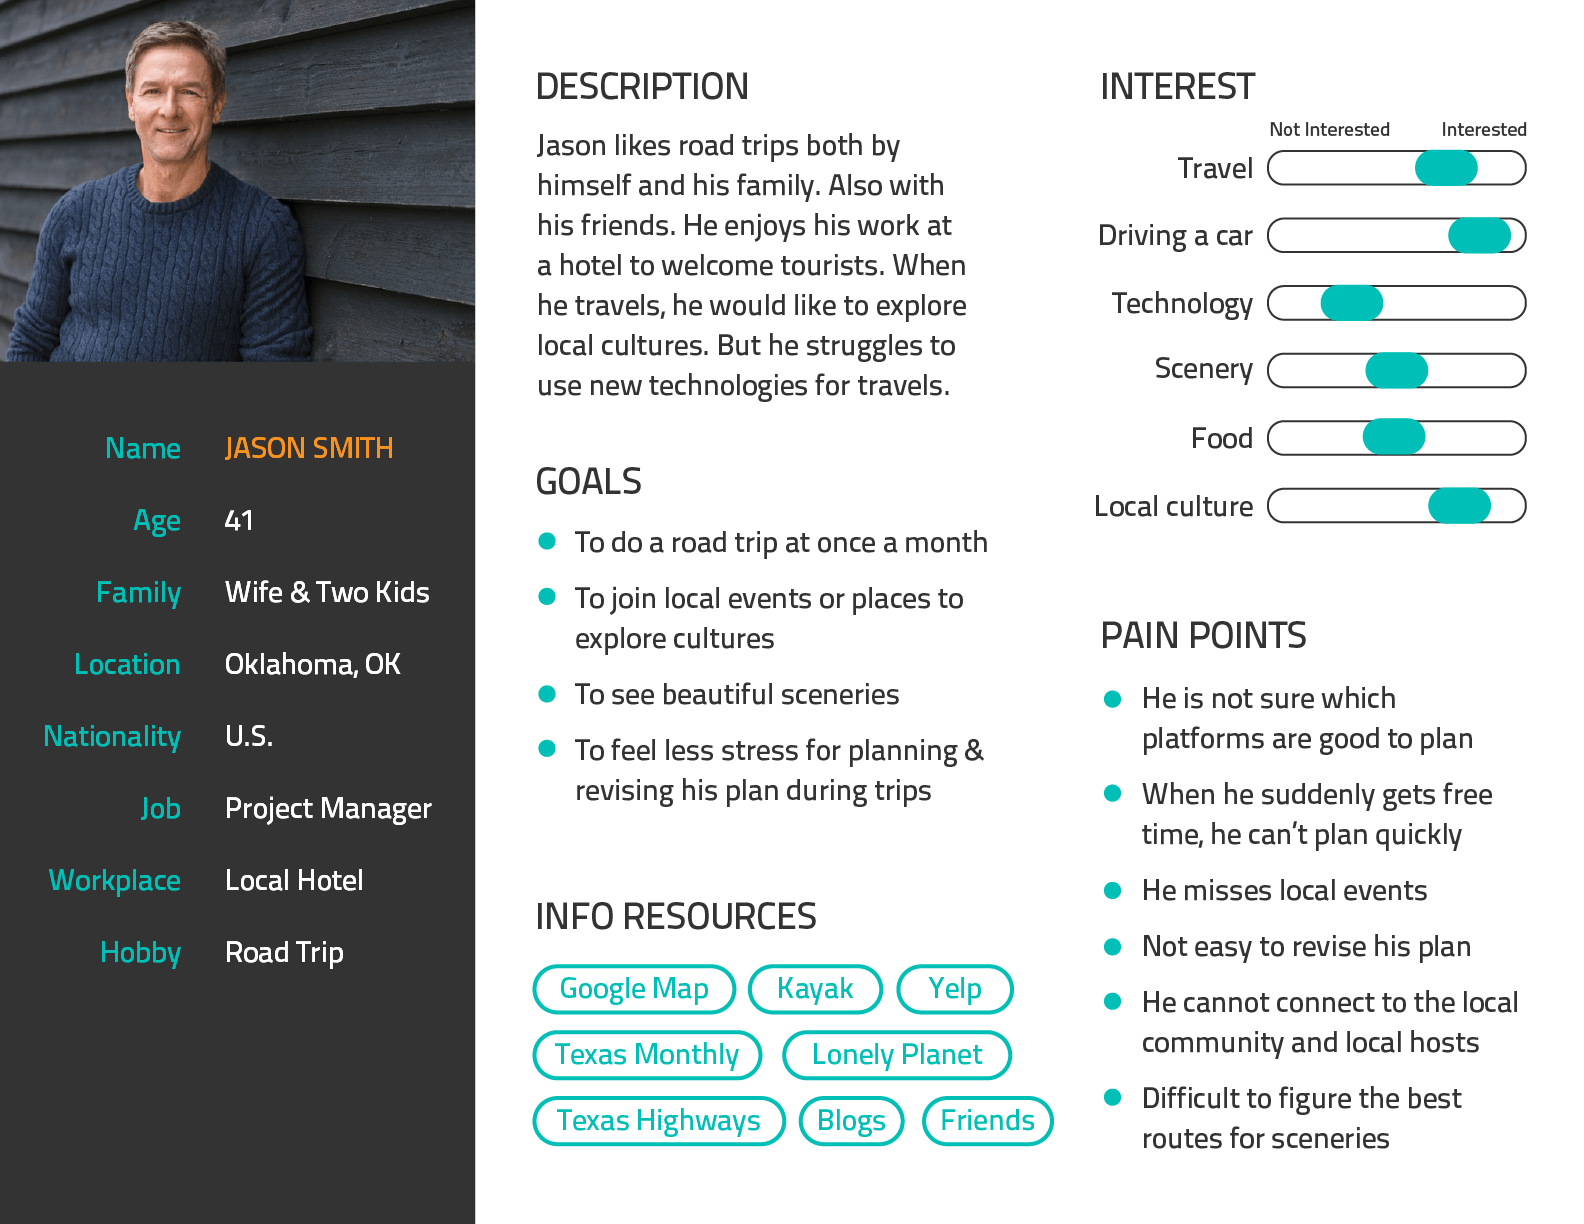 Name JASON SMITH
Age 41
Family Wife & Two Kids
Location Oklahoma, OK
Nationality U.S.
Job Project Manager
Workplace Local Hotel
Hobby Road Trip
DESCRIPTION
Jason likes road trips both by
himself and his family. Also with
his friends. He enjoys his work at
a hotel to welcome tourists. When
he travels, he would like to explore
local cultures. But he struggles to
use new technologies for travels.
GOALS
To do a road trip at once a month
To join local events or places to
explore cultures
To see beautiful sceneries
To feel less stress for planning &
revising his plan during trips
INFO RESOURCES
Google Map Kayak Yelp
Texas Monthly Lonely Planet
Texas Highways Blogs Friends
INTEREST
Not Interested Interested
Travel
Driving a car
Technology
Scenery
Food
Local culture
PAIN POINTS
He is not sure which
platforms are good to plan
When he suddenly gets free
time, he can’t plan quickly
He misses local events
Not easy to revise his plan
He cannot connect to the local
community and local hosts
Difficult to figure the best
routes for sceneries